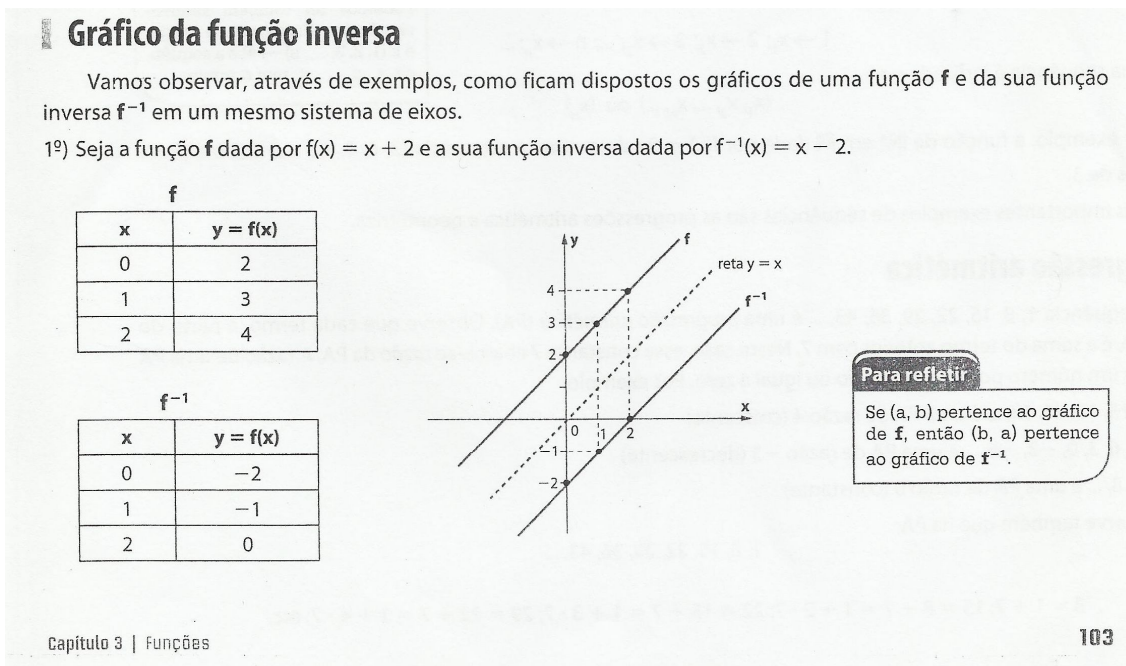 Gráfico da função inversa
Vamos observar, através de exemplos, como ficam dispostos os gráficos de uma função f e da sua função
inversa f⁻¹ em um mesmo sistema de eixos.
1º) Seja a função f dada por f(x) = x + 2 e a sua função inversa dada por f⁻¹(x) = x − 2.
f
x y = f(x)
0 2
1 3
2 4
f⁻¹
x y = f(x)
0 −2
1 −1
2 0
y
f
reta y = x
f⁻¹
4
3
2
x
0 1 2
−1
−2
Para refletir
Se (a, b) pertence ao gráfico
de f, então (b, a) pertence
ao gráfico de f⁻¹.
Capítulo 3 | Funções
103